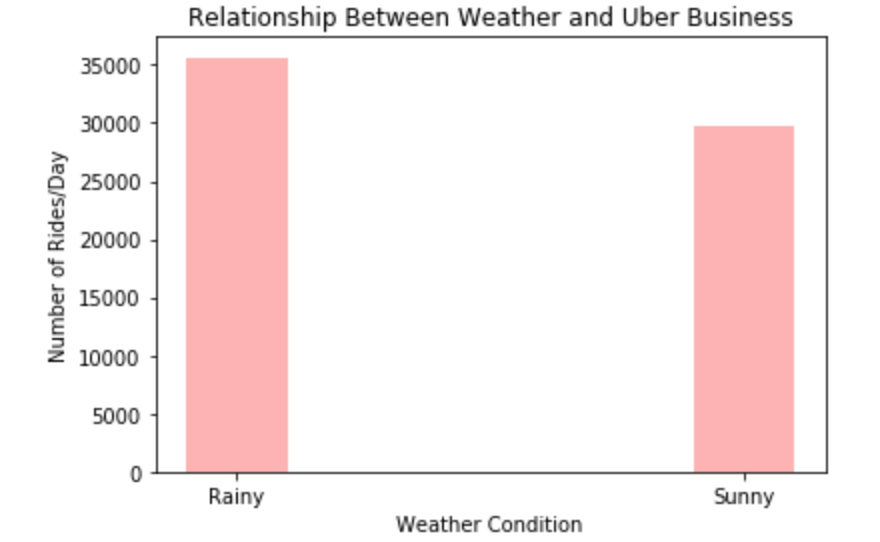 Relationship Between Weather and Uber Business
35000
30000
25000
20000
15000
10000
5000
0
Number of Rides/Day
Rainy
Sunny
Weather Condition